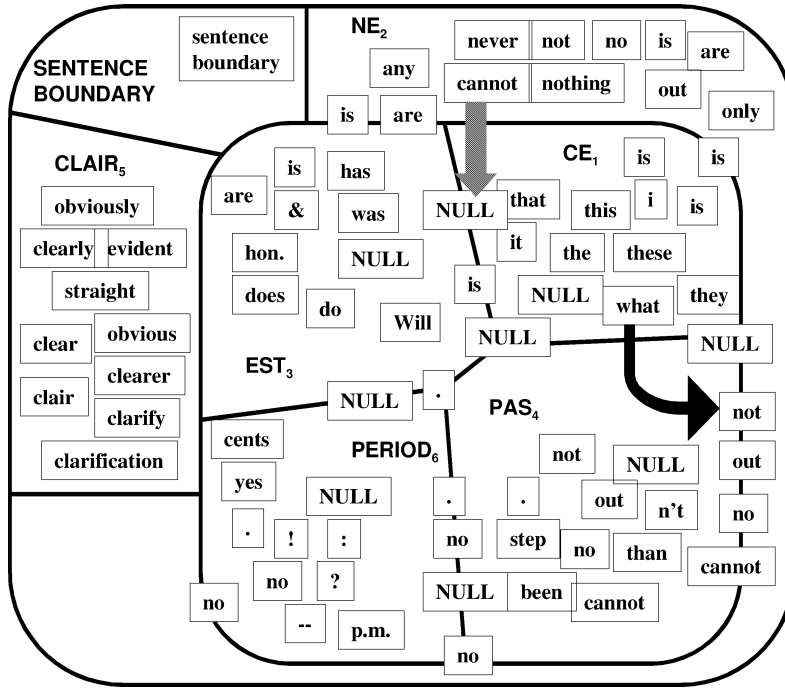 NE2
never not no is
sentence boundary
are
SENTENCE BOUNDARY
any
cannot nothing
out
only
is are
CE1
is is
CLAIR5
is has
are
that this i is
obviously
& was
NULL
clearly evident
it
hon.
NULL
the these
straight
does
do
is
NULL
what
they
Will
clear
obvious
NULL
NULL
EST3
clearer
clair
NULL
.
PAS4
not
clarify
cents
PERIOD6
not
clarification
yes
NULL
out
NULL
.
.
out
n't
no
.
!
:
no
step
no
than
cannot
no
?
NULL
been
cannot
no
--
p.m.
no